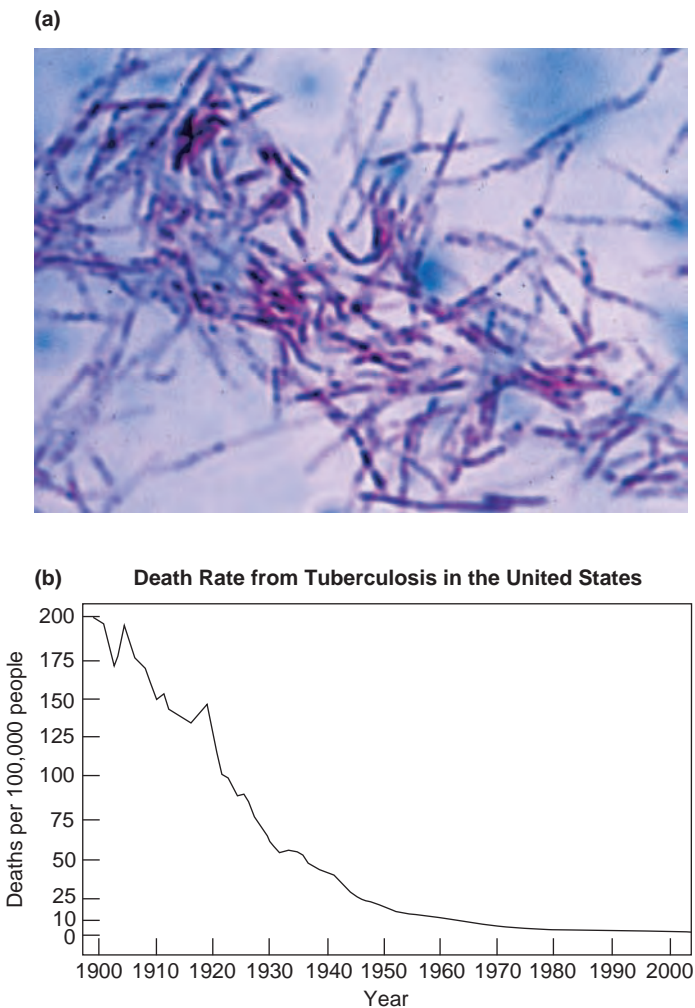 (a)
(b) Death Rate from Tuberculosis in the United States
Deaths per 100,000 people
200
175
150
125
100
75
50
25
10
0
1900 1910 1920 1930 1940 1950 1960 1970 1980 1990 2000
Year